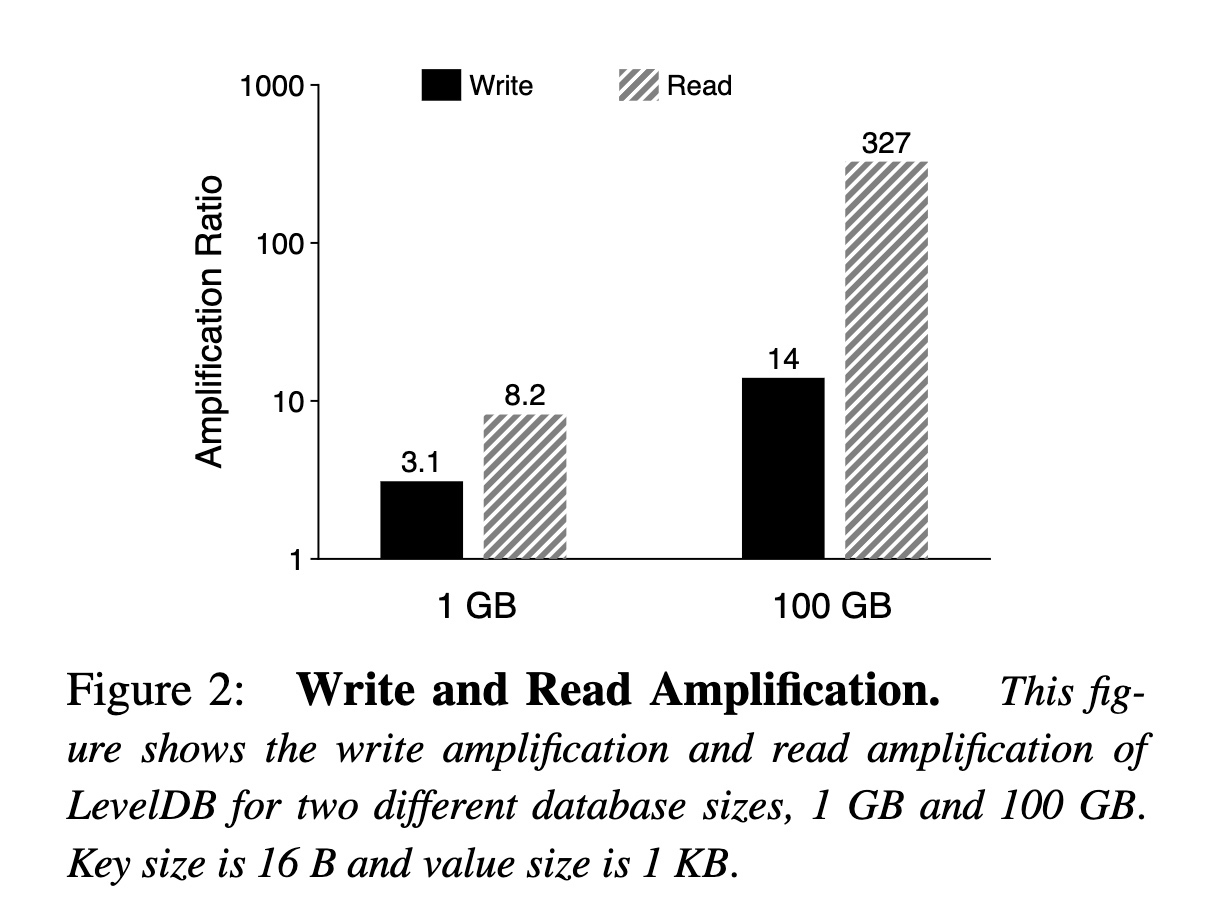 1000
Write
Read
327
Amplification Ratio
100
14
10
8.2
3.1
1
1 GB
100 GB
Figure 2: Write and Read Amplification. This fig-
ure shows the write amplification and read amplification of
LevelDB for two different database sizes, 1 GB and 100 GB.
Key size is 16 B and value size is 1 KB.